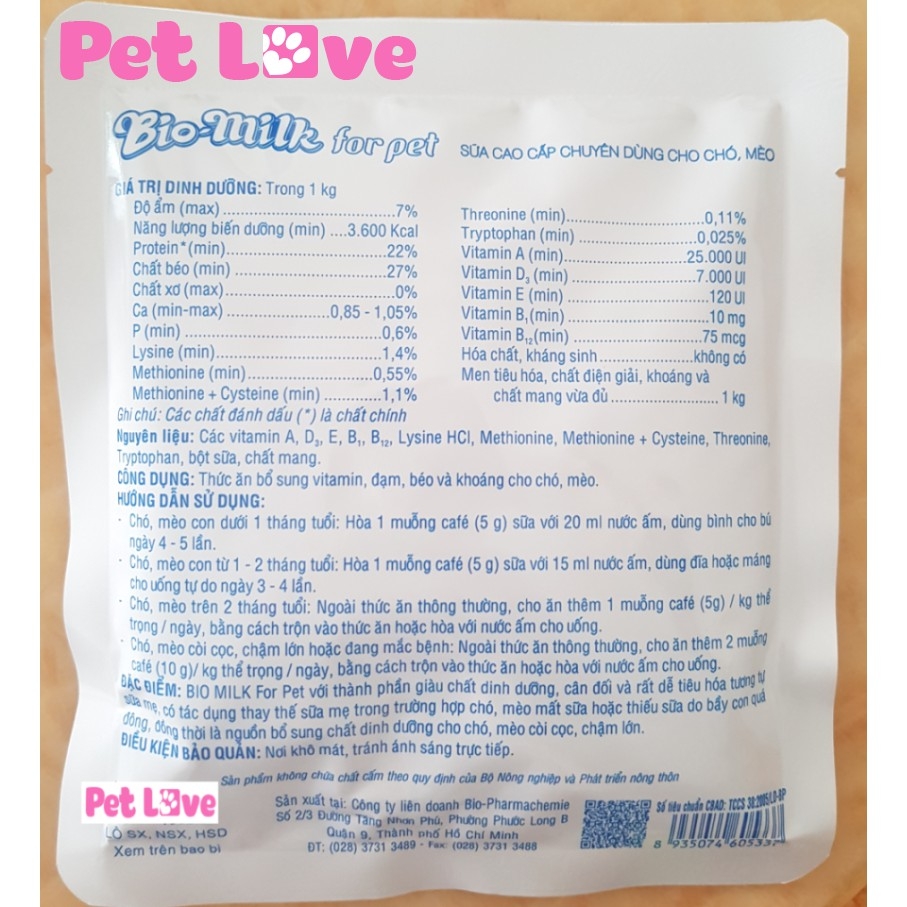 Pet Love
Bio-Milk for pet SỮA CAO CẤP CHUYÊN DÙNG CHO CHÓ, MÈO
GIÁ TRỊ DINH DƯỠNG: Trong 1 kg
Độ ẩm (max) ........ 7%
Năng lượng biến dưỡng (min) .... 3.600 Kcal
Protein* (min) ........ 22%
Chất béo (min) ........ 27%
Chất xơ (max) ........ 0%
Ca (min-max) ........ 0,85 - 1,05%
P (min) ........ 0,6%
Lysine (min) ........ 1,4%
Methionine (min) ........ 0,55%
Methionine + Cysteine (min) ........ 1,1%
Ghi chú: Các chất đánh dấu (*) là chất chính
Threonine (min) ........ 0,11%
Tryptophan (min) ........ 0,025%
Vitamin A (min) ........ 25.000 UI
Vitamin D₃ (min) ........ 7.000 UI
Vitamin E (min) ........ 120 UI
Vitamin B₁ (min) ........ 10 mg
Vitamin B₁₂ (min) ........ 75 mcg
Hóa chất, kháng sinh ........ không có
Men tiêu hóa, chất điện giải, khoáng và
chất mang vừa đủ ........ 1 kg
Nguyên liệu: Các vitamin A, D₃, E, B₁, B₁₂, Lysine HCl, Methionine, Methionine + Cysteine, Threonine,
Tryptophan, bột sữa, chất mang.
CÔNG DỤNG: Thức ăn bổ sung vitamin, đạm, béo và khoáng cho chó, mèo.
HƯỚNG DẪN SỬ DỤNG:
· Chó, mèo con dưới 1 tháng tuổi: Hòa 1 muỗng café (5 g) sữa với 20 ml nước ấm, dùng bình cho bú
ngày 4 - 5 lần.
· Chó, mèo con từ 1 - 2 tháng tuổi: Hòa 1 muỗng café (5 g) sữa với 15 ml nước ấm, dùng đĩa hoặc máng
cho uống tự do ngày 3 - 4 lần.
· Chó, mèo trên 2 tháng tuổi: Ngoài thức ăn thông thường, cho ăn thêm 1 muỗng café (5g) / kg thể
trọng / ngày, bằng cách trộn vào thức ăn hoặc hòa với nước ấm cho uống.
· Chó, mèo còi cọc, chậm lớn hoặc đang mắc bệnh: Ngoài thức ăn thông thường, cho ăn thêm 2 muỗng
café (10 g)/ kg thể trọng / ngày, bằng cách trộn vào thức ăn hoặc hòa với nước ấm cho uống.
ĐẶC ĐIỂM: BIO MILK For Pet với thành phần giàu chất dinh dưỡng, cân đối và rất dễ tiêu hóa tương tự
sữa mẹ, có tác dụng thay thế sữa mẹ trong trường hợp chó, mèo mất sữa hoặc thiếu sữa do bầy con quá
đông, đồng thời là nguồn bổ sung chất dinh dưỡng cho chó, mèo còi cọc, chậm lớn.
ĐIỀU KIỆN BẢO QUẢN: Nơi khô mát, tránh ánh sáng trực tiếp.
Sản phẩm không chứa chất cấm theo quy định của Bộ Nông nghiệp và Phát triển nông thôn
Pet Love
LÔ SX, NSX, HSD
Xem trên bao bì
Sản xuất tại: Công ty liên doanh Bio-Pharmachemie
Số 2/3 Đường Tăng Nhơn Phú, Phường Phước Long B
Quận 9, Thành phố Hồ Chí Minh
ĐT: (028) 3731 3489 - Fax: (028) 3731 3488
Số tiêu chuẩn CBAD: TCCS 38:2005/LD-BP
8 935074 60533